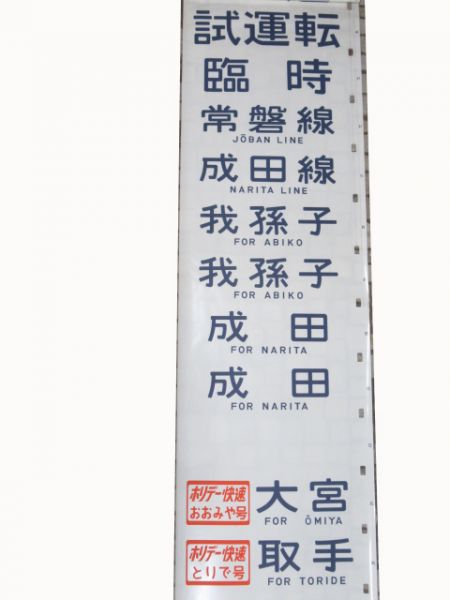 試運転
臨時
常磐線
JŌBAN LINE
成田線
NARITA LINE
我孫子
FOR ABIKO
我孫子
FOR ABIKO
成田
FOR NARITA
成田
FOR NARITA
ホリデー快速
おおみや号
大宮
FOR ŌMIYA
ホリデー快速
とりで号
取手
FOR TORIDE